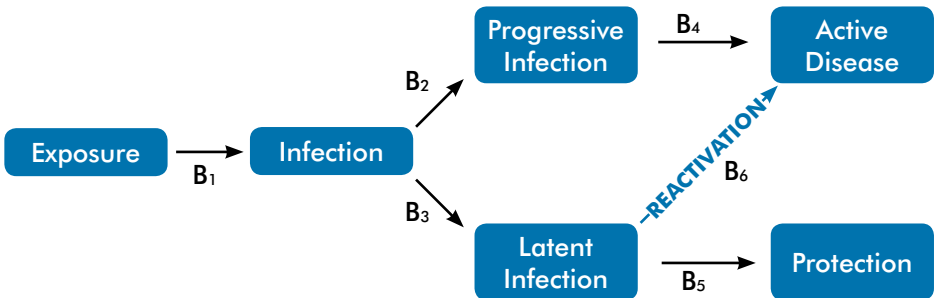 Progressive
Infection
B4
Active
Disease
B2
Exposure
B1
Infection
REACTIVATION
B6
B3
Latent
Infection
B5
Protection